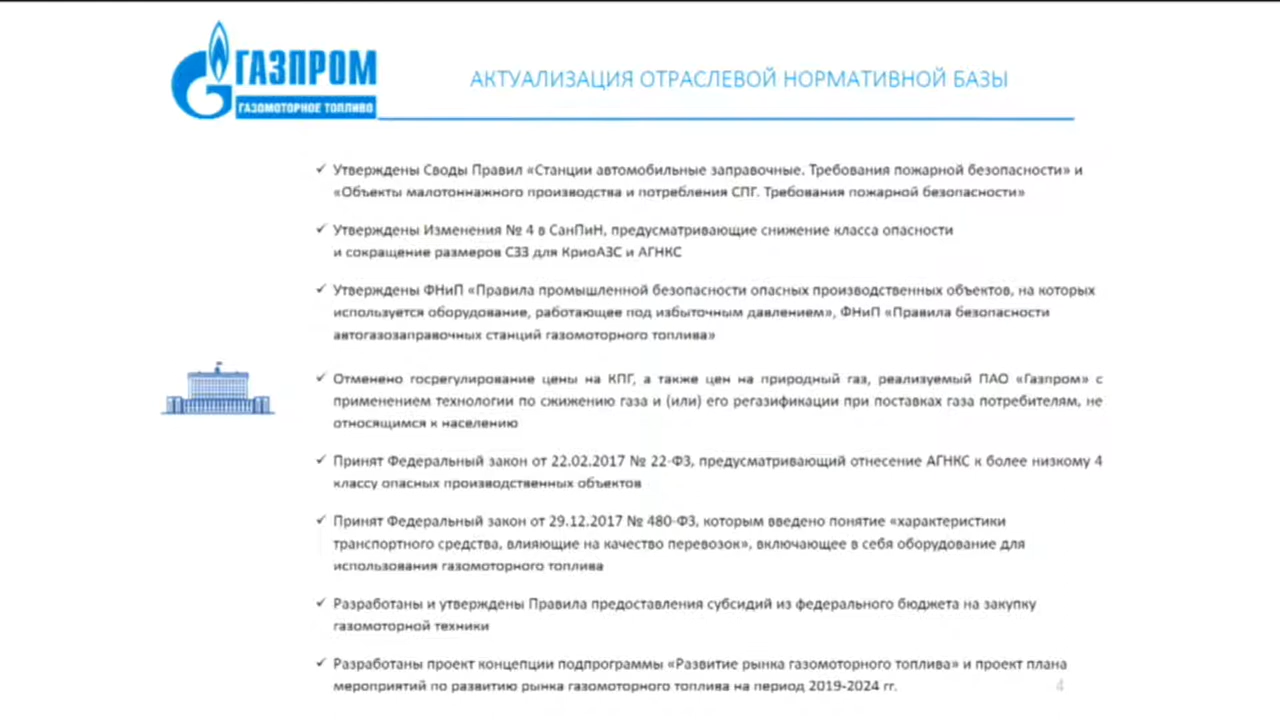 ГАЗПРОМ
ГАЗОМОТОРНОЕ ТОПЛИВО
АКТУАЛИЗАЦИЯ ОТРАСЛЕВОЙ НОРМАТИВНОЙ БАЗЫ
✓ Утверждены Своды Правил «Станции автомобильные заправочные. Требования пожарной безопасности» и
«Объекты малотоннажного производства и потребления СПГ. Требования пожарной безопасности»
✓ Утверждены Изменения № 4 в СанПиН, предусматривающие снижение класса опасности
и сокращение размеров СЗЗ для КриоАЗС и АГНКС
✓ Утверждены ФНиП «Правила промышленной безопасности опасных производственных объектов, на которых
используется оборудование, работающее под избыточным давлением», ФНиП «Правила безопасности
автогазозаправочных станций газомоторного топлива»
✓ Отменено госрегулирование цены на КПГ, а также цен на природный газ, реализуемый ПАО «Газпром» с
применением технологии по сжижению газа и (или) его регазификации при поставках газа потребителям, не
относящимся к населению
✓ Принят Федеральный закон от 22.02.2017 № 22-ФЗ, предусматривающий отнесение АГНКС к более низкому 4
классу опасных производственных объектов
✓ Принят Федеральный закон от 29.12.2017 № 480-ФЗ, которым введено понятие «характеристики
транспортного средства, влияющие на качество перевозок», включающее в себя оборудование для
использования газомоторного топлива
✓ Разработаны и утверждены Правила предоставления субсидий из федерального бюджета на закупку
газомоторной техники
✓ Разработаны проект концепции подпрограммы «Развитие рынка газомоторного топлива» и проект плана
мероприятий по развитию рынка газомоторного топлива на период 2019-2024 гг.
4